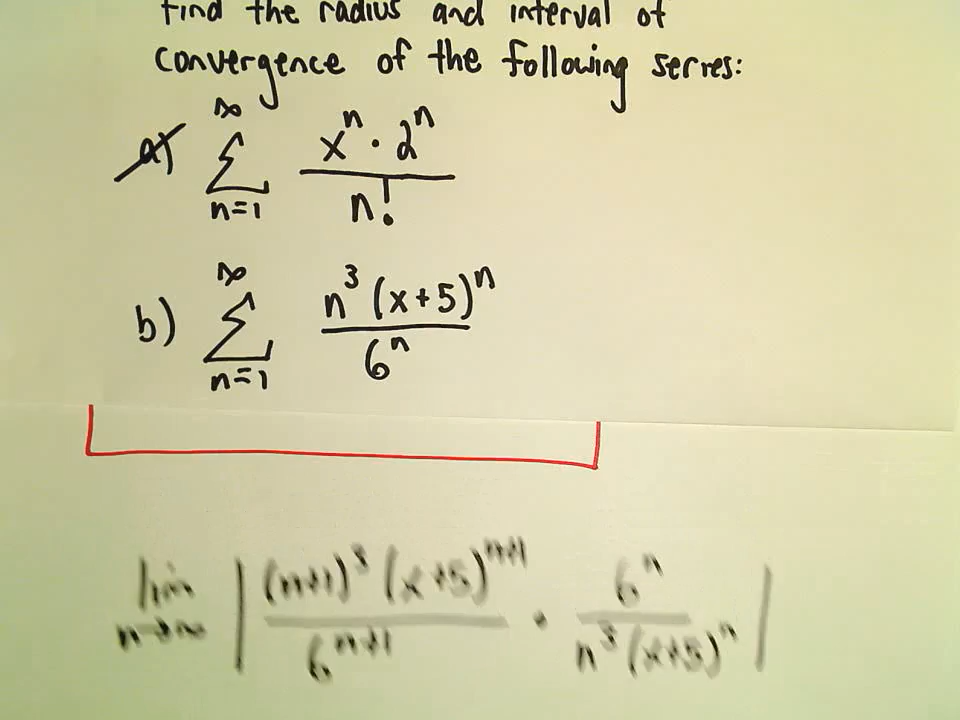 find the radius and interval of
convergence of the following series:
a) ∞ Σ n=1 x^n · 2^n / n!
b) ∞ Σ n=1 n^3 (x+5)^n / 6^n
lim n→∞ | (n+1)^3 (x+5)^(n+1) / 6^(n+1) · 6^n / n^3 (x+5)^n |